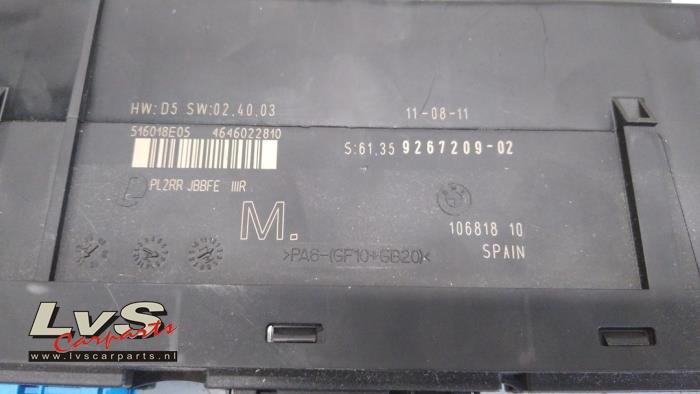 HW:D5 SW:02,40,03 11-08-11
516018E05 4646022810
S:61,35 9267209-02
PL2RR JBBFE IIIR
M.
106818 10
SPAIN
>PA6-(GF10+GB20)<
LvS
Carparts
www.lvscarparts.nl